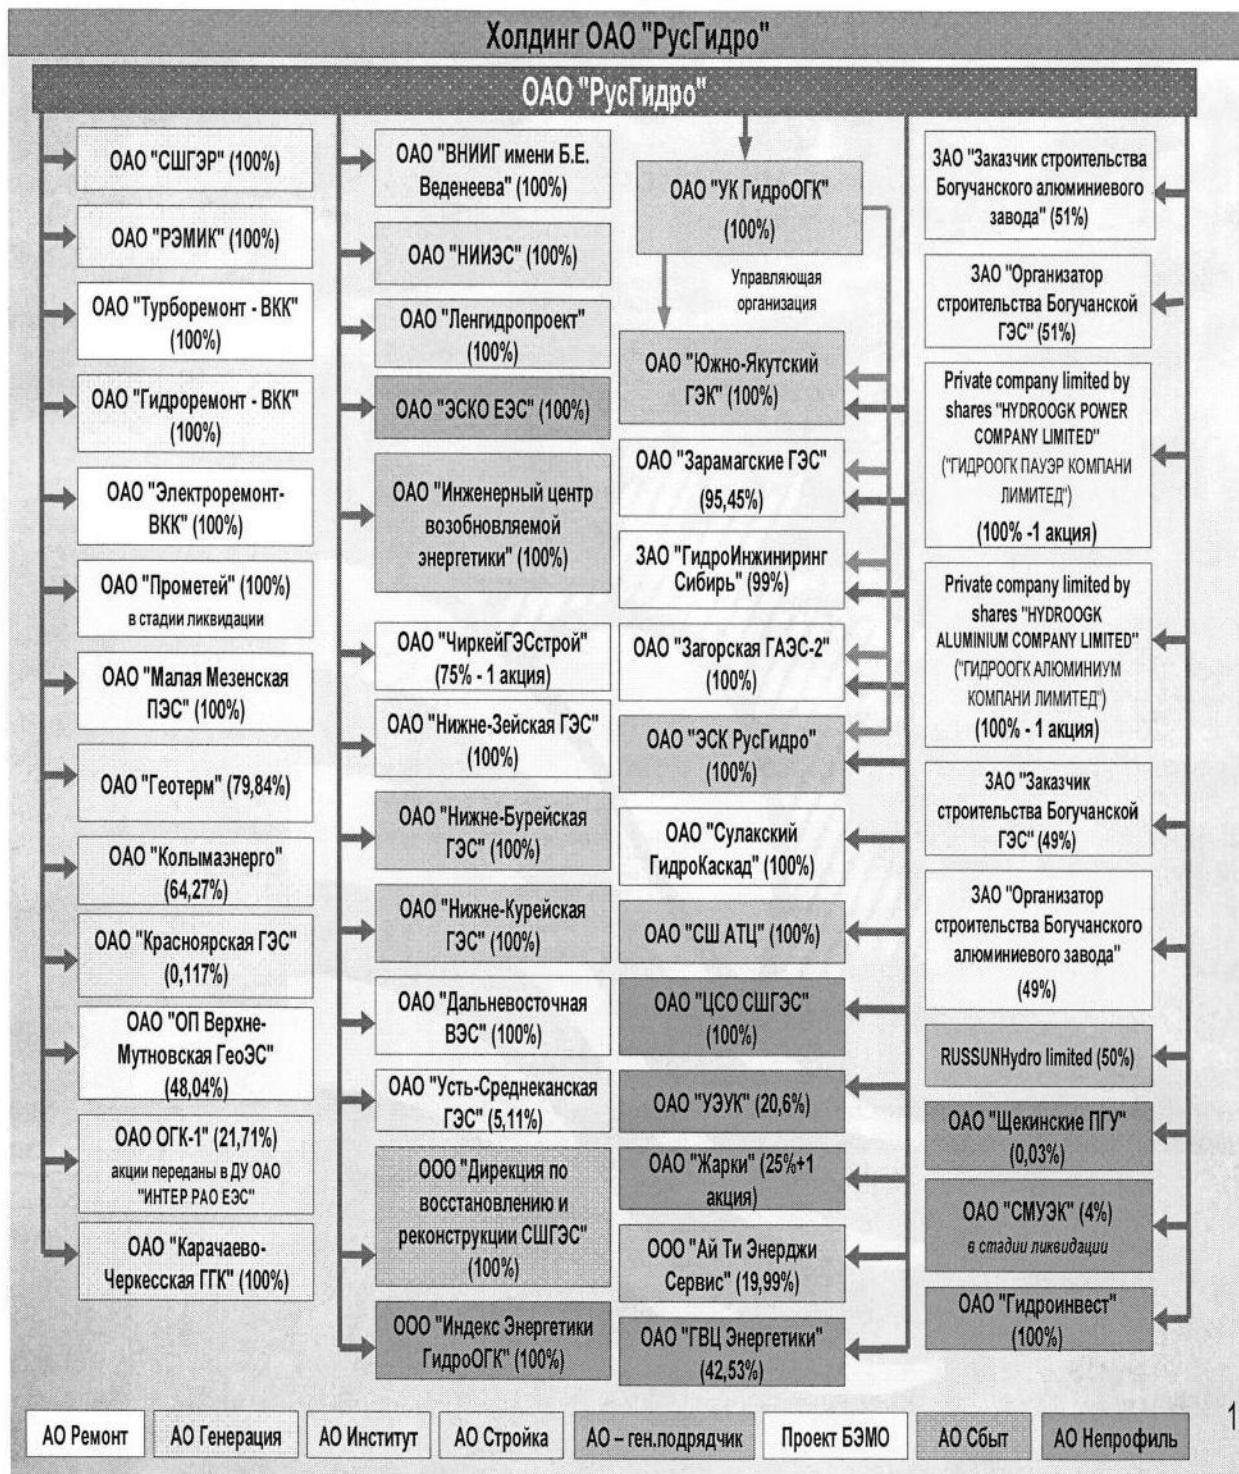 Холдинг ОАО "РусГидро"
ОАО "РусГидро"
ОАО "СШГЭР" (100%)
ОАО "РЭМИК" (100%)
ОАО "Турборемонт - ВКК"
(100%)
ОАО "Гидроремонт - ВКК"
(100%)
ОАО "Электроремонт-
ВКК" (100%)
ОАО "Прометей" (100%)
в стадии ликвидации
ОАО "Малая Мезенская
ПЭС" (100%)
ОАО "Геотерм" (79,84%)
ОАО "Колымаэнерго"
(64,27%)
ОАО "Красноярская ГЭС"
(0,117%)
ОАО "ОП Верхне-
Мутновская ГеоЭС"
(48,04%)
ОАО ОГК-1" (21,71%)
акции переданы в ДУ ОАО
"ИНТЕР РАО ЕЭС"
ОАО "Карачаево-
Черкесская ГГК" (100%)
ОАО "ВНИИГ имени Б.Е.
Веденеева" (100%)
ОАО "НИИЭС" (100%)
ОАО "Ленгидропроект"
(100%)
ОАО "ЭСКО ЕЭС" (100%)
ОАО "Инженерный центр
возобновляемой
энергетики" (100%)
ОАО "ЧиркейГЭСстрой"
(75% - 1 акция)
ОАО "Нижне-Зейская ГЭС"
(100%)
ОАО "Нижне-Бурейская
ГЭС" (100%)
ОАО "Нижне-Курейская
ГЭС" (100%)
ОАО "Дальневосточная
ВЭС" (100%)
ОАО "Усть-Среднеканская
ГЭС" (5,11%)
ООО "Дирекция по
восстановлению и
реконструкции СШГЭС"
(100%)
ООО "Индекс Энергетики
ГидроОГК" (100%)
ОАО "УК ГидроОГК"
(100%)
Управляющая
организация
ОАО "Южно-Якутский
ГЭК" (100%)
ОАО "Зарамагские ГЭС"
(95,45%)
ЗАО "ГидроИнжиниринг
Сибирь" (99%)
ОАО "Загорская ГАЭС-2"
(100%)
ОАО "ЭСК РусГидро"
(100%)
ОАО "Сулакский
ГидроКаскад" (100%)
ОАО "СШ АТЦ" (100%)
ОАО "ЦСО СШГЭС"
(100%)
ОАО "УЭУК" (20,6%)
ОАО "Жарки" (25%+1
акция)
ООО "Ай Ти Энерджи
Сервис" (19,99%)
ОАО "ГВЦ Энергетики"
(42,53%)
ЗАО "Заказчик строительства
Богучанского алюминиевого
завода" (51%)
ЗАО "Организатор
строительства Богучанской
ГЭС" (51%)
Private company limited by
shares "HYDROOGK POWER
COMPANY LIMITED"
("ГИДРООГК ПАУЭР КОМПАНИ
ЛИМИТЕД")
(100% -1 акция)
Private company limited by
shares "HYDROOGK
ALUMINIUM COMPANY LIMITED"
("ГИДРООГК АЛЮМИНИУМ
КОМПАНИ ЛИМИТЕД")
(100% - 1 акция)
ЗАО "Заказчик
строительства Богучанской
ГЭС" (49%)
ЗАО "Организатор
строительства Богучанского
алюминиевого завода"
(49%)
RUSSUNHydro limited (50%)
ОАО "Щекинские ПГУ"
(0,03%)
ОАО "СМУЭК" (4%)
в стадии ликвидации
ОАО "Гидроинвест"
(100%)
АО Ремонт
АО Генерация
АО Институт
АО Стройка
АО – ген.подрядчик
Проект БЭМО
АО Сбыт
АО Непрофиль
1